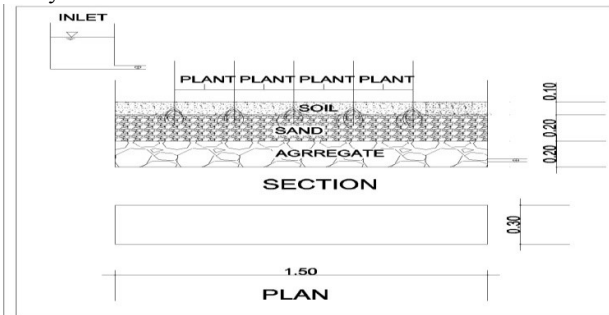 INLET
PLANT PLANT PLANT PLANT
SOIL
SAND
AGRREGATE
0.10
0.20
0.20
SECTION
0.30
1.50
PLAN